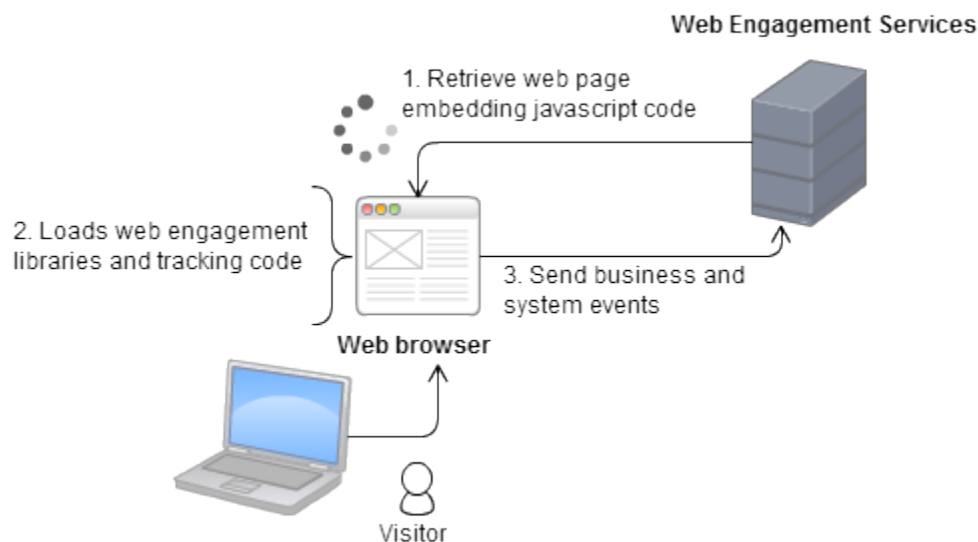 Web Engagement Services
1. Retrieve web page
embedding javascript code
2. Loads web engagement
libraries and tracking code
3. Send business and
system events
Web browser
Visitor